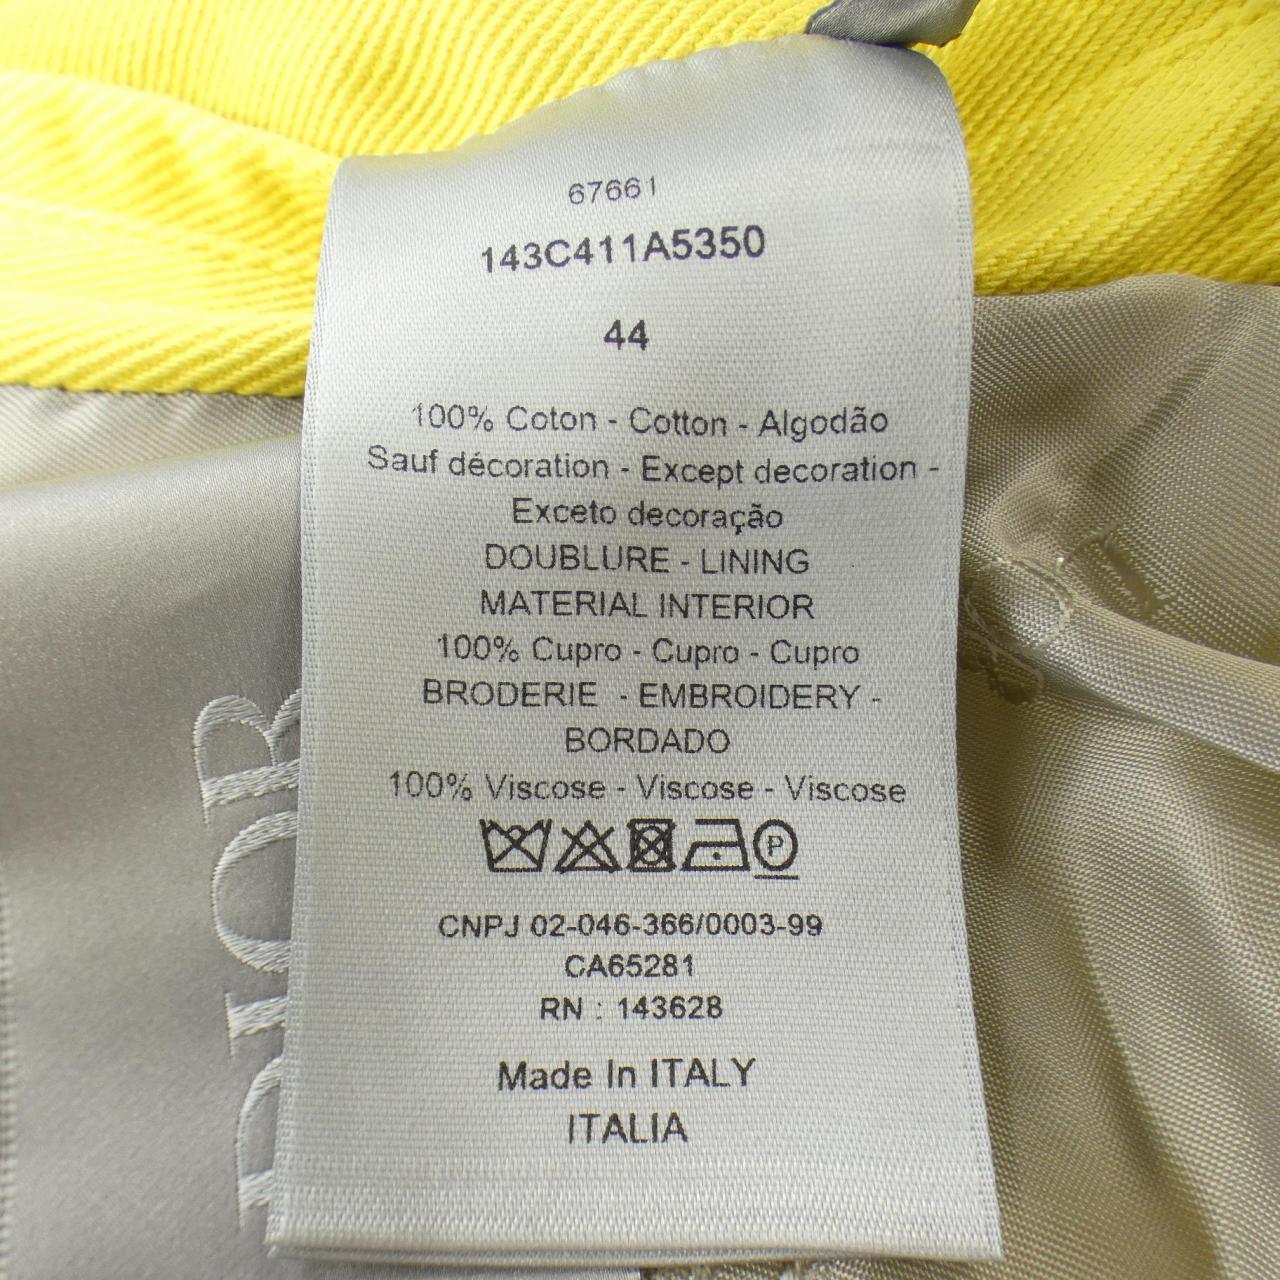 67661
143C411A5350
44
100% Coton - Cotton - Algodão
Sauf décoration - Except decoration -
Exceto decoração
DOUBLURE - LINING
MATERIAL INTERIOR
100% Cupro - Cupro - Cupro
BRODERIE - EMBROIDERY -
BORDADO
100% Viscose - Viscose - Viscose
P
CNPJ 02-046-366/0003-99
CA65281
RN : 143628
Made In ITALY
ITALIA
DIOR